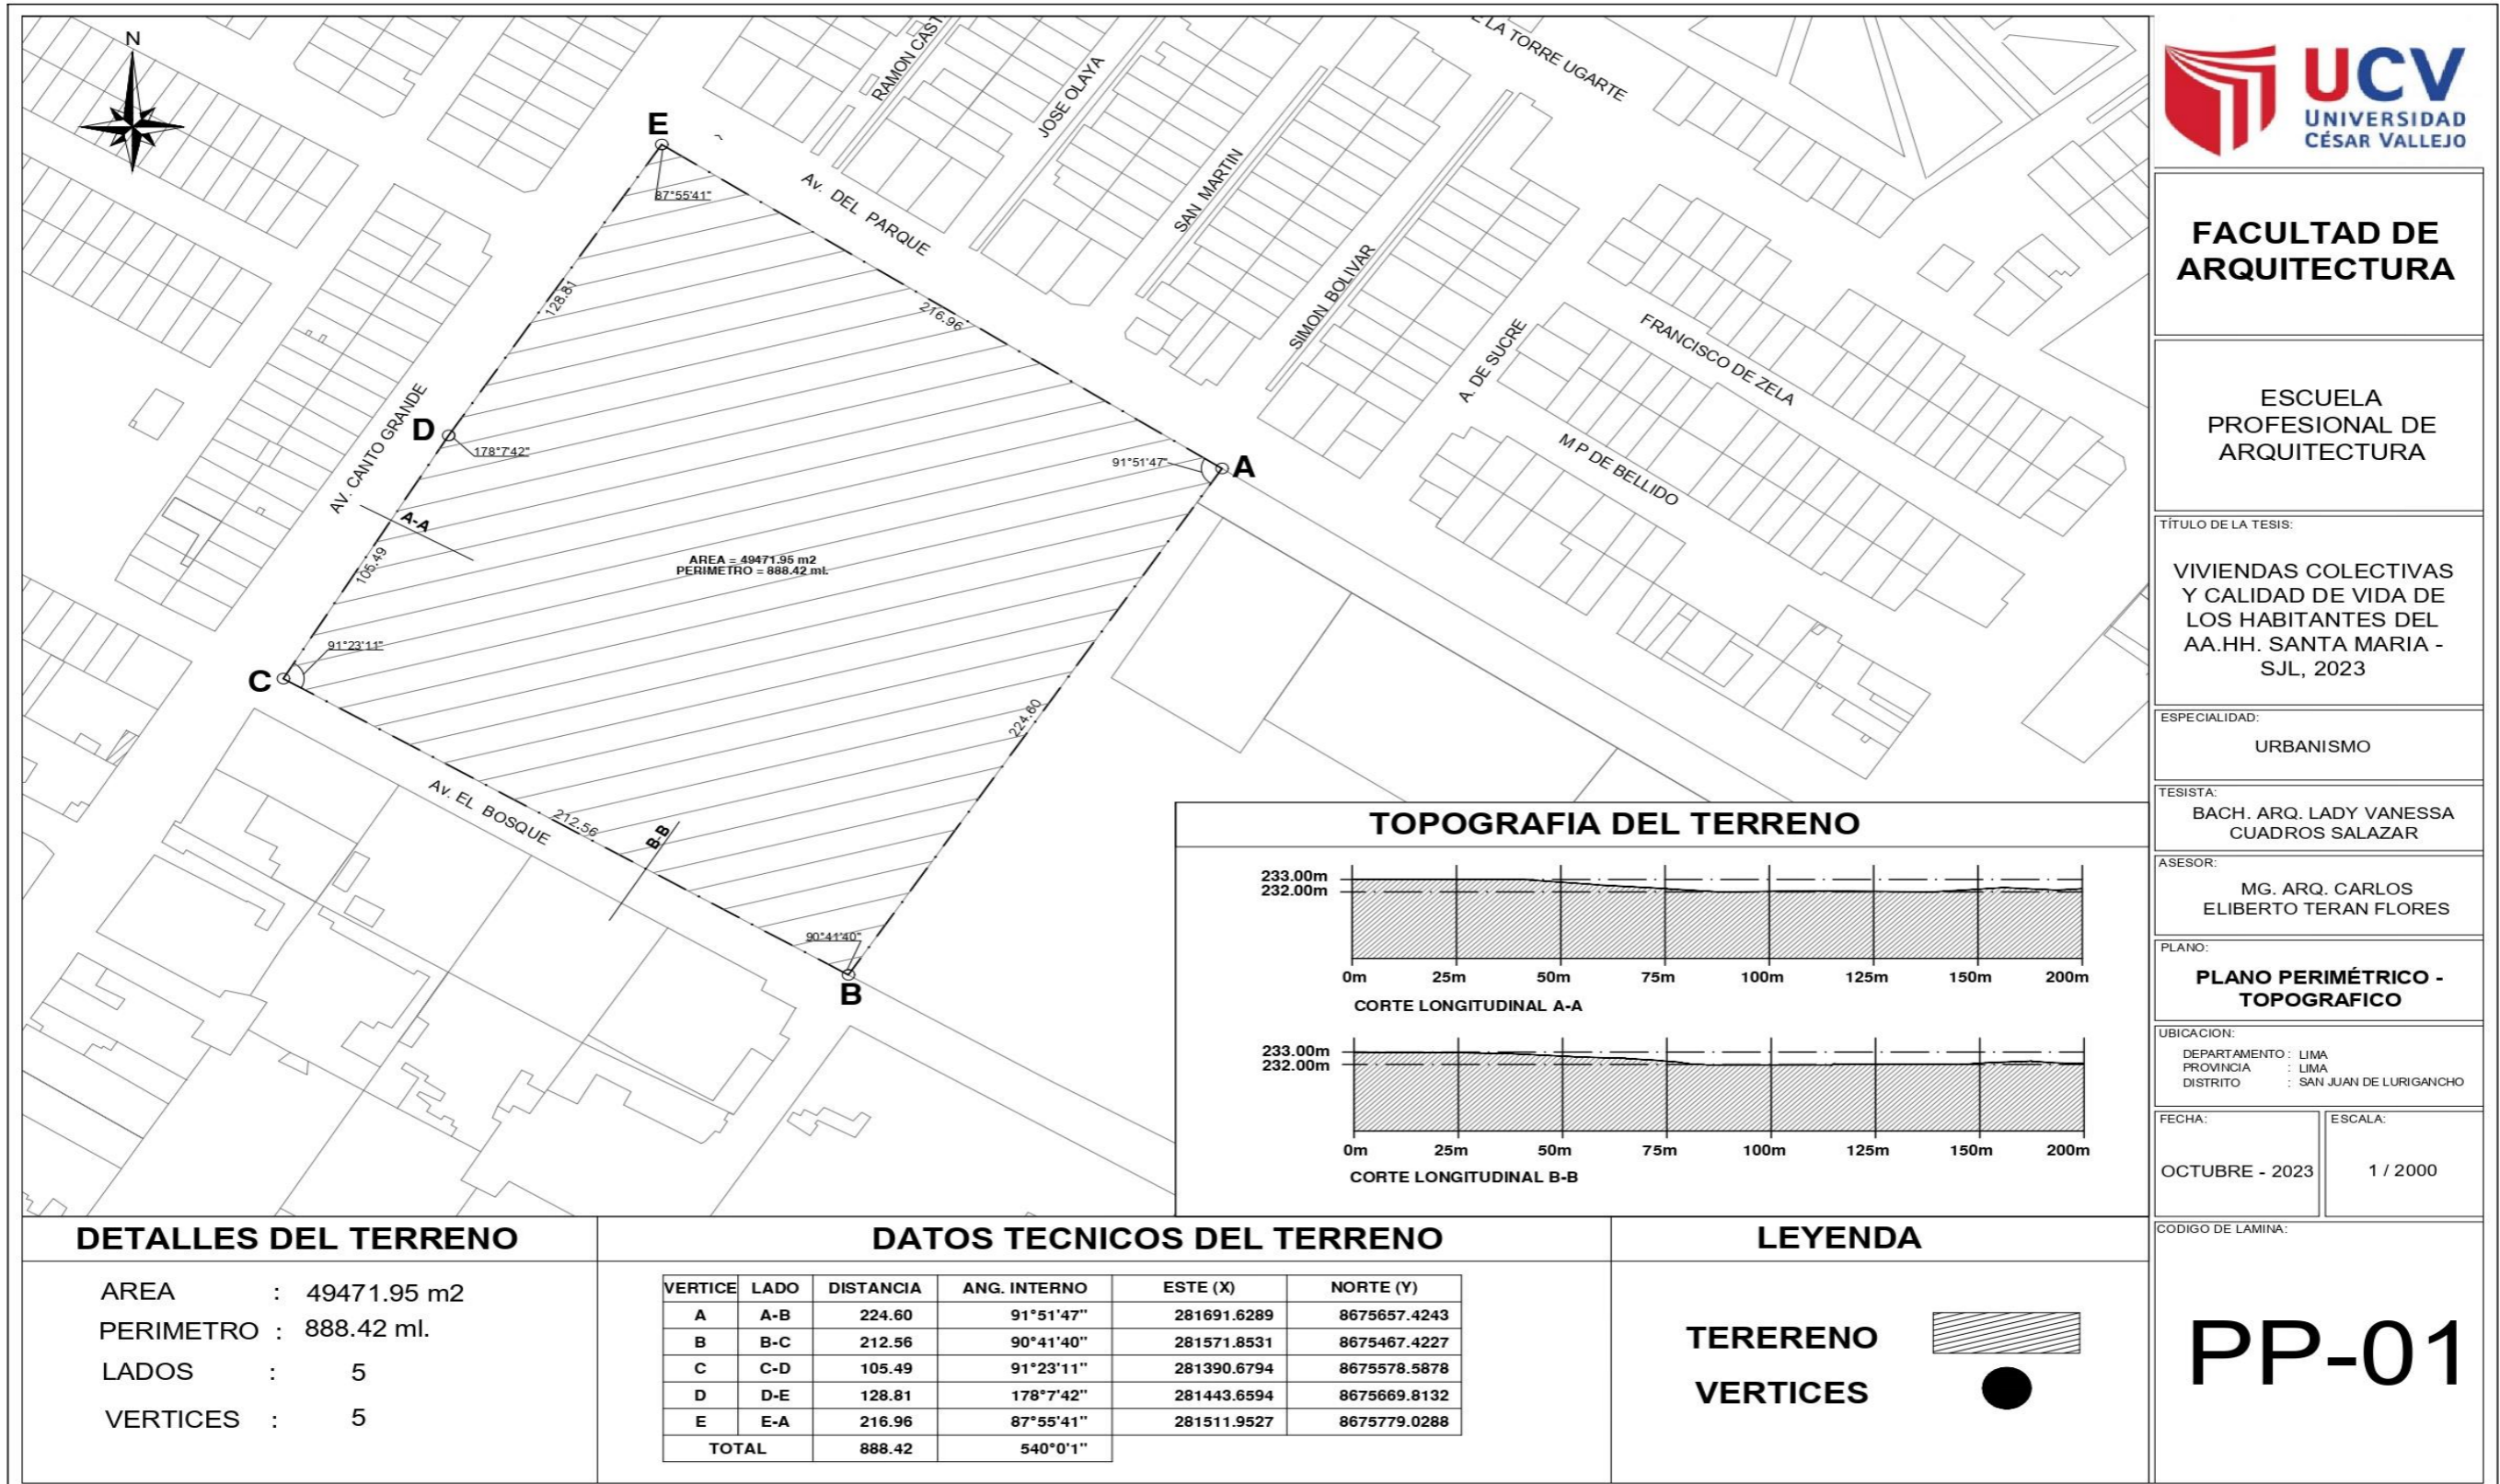 N
RAMON CAST
JOSE OLAYA
E LA TORRE UGARTE
SAN MARTIN
SIMON BOLIVAR
A. DE SUCRE
FRANCISCO DE ZELA
M P DE BELLIDO
Av. DEL PARQUE
AV. CANTO GRANDE
Av. EL BOSQUE
E
87°55'41"
128.81
216.96
D
178°7'42"
91°51'47"
A
A-A
105.49
AREA = 49471.95 m2
PERIMETRO = 888.42 ml.
91°23'11"
C
224.60
212.56
B-B
90°41'40"
B
TOPOGRAFIA DEL TERRENO
233.00m
232.00m
0m 25m 50m 75m 100m 125m 150m 200m
CORTE LONGITUDINAL A-A
233.00m
232.00m
0m 25m 50m 75m 100m 125m 150m 200m
CORTE LONGITUDINAL B-B
DETALLES DEL TERRENO
AREA : 49471.95 m2
PERIMETRO : 888.42 ml.
LADOS : 5
VERTICES : 5
DATOS TECNICOS DEL TERRENO
VERTICE LADO DISTANCIA ANG. INTERNO ESTE (X) NORTE (Y)
A A-B 224.60 91°51'47" 281691.6289 8675657.4243
B B-C 212.56 90°41'40" 281571.8531 8675467.4227
C C-D 105.49 91°23'11" 281390.6794 8675578.5878
D D-E 128.81 178°7'42" 281443.6594 8675669.8132
E E-A 216.96 87°55'41" 281511.9527 8675779.0288
TOTAL 888.42 540°0'1"
LEYENDA
TERERENO
VERTICES
UCV
UNIVERSIDAD
CÉSAR VALLEJO
FACULTAD DE
ARQUITECTURA
ESCUELA
PROFESIONAL DE
ARQUITECTURA
TÍTULO DE LA TESIS:
VIVIENDAS COLECTIVAS
Y CALIDAD DE VIDA DE
LOS HABITANTES DEL
AA.HH. SANTA MARIA -
SJL, 2023
ESPECIALIDAD:
URBANISMO
TESISTA:
BACH. ARQ. LADY VANESSA
CUADROS SALAZAR
ASESOR:
MG. ARQ. CARLOS
ELIBERTO TERAN FLORES
PLANO:
PLANO PERIMÉTRICO -
TOPOGRAFICO
UBICACION:
DEPARTAMENTO : LIMA
PROVINCIA : LIMA
DISTRITO : SAN JUAN DE LURIGANCHO
FECHA:
OCTUBRE - 2023
ESCALA:
1 / 2000
CODIGO DE LAMINA:
PP-01